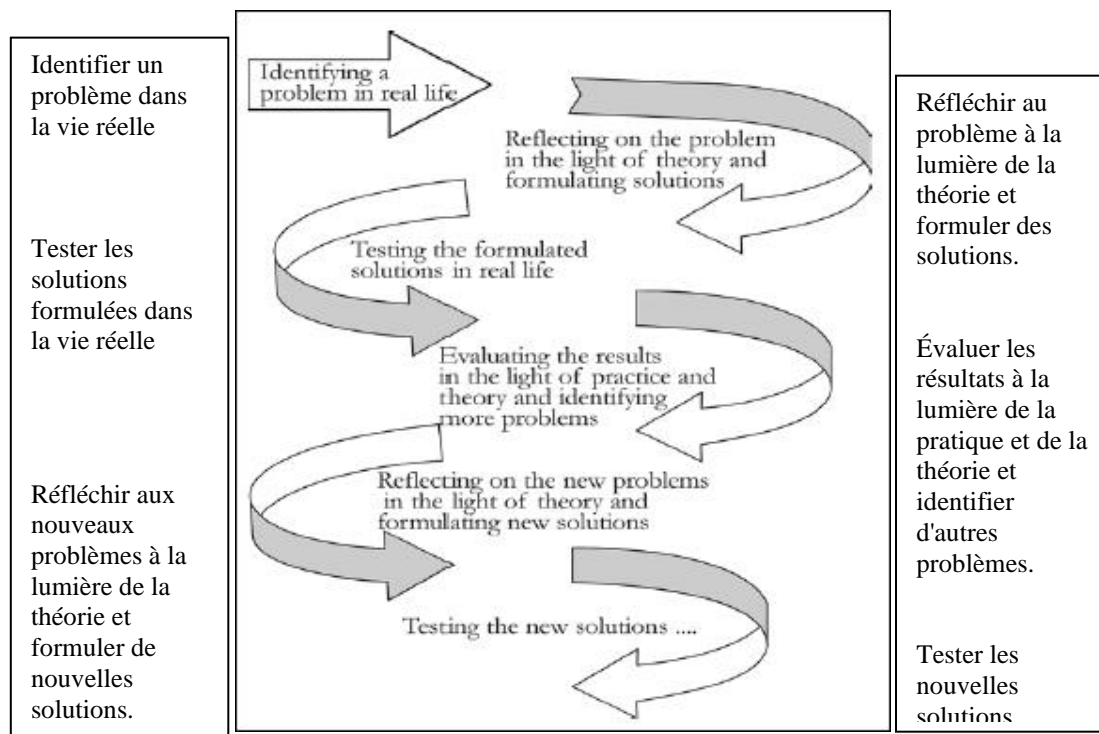 Identifier un
problème dans
la vie réelle
Tester les
solutions
formulées dans
la vie réelle
Réfléchir aux
nouveaux
problèmes à la
lumière de la
théorie et
formuler de
nouvelles
solutions.
Identifying a
problem in real life
Reflecting on the problem
in the light of theory and
formulating solutions
Testing the formulated
solutions in real life
Evaluating the results
in the light of practice and
theory and identifying
more problems
Reflecting on the new problems
in the light of theory and
formulating new solutions
Testing the new solutions ....
Réfléchir au
problème à la
lumière de la
théorie et
formuler des
solutions.
Évaluer les
résultats à la
lumière de la
pratique et de la
théorie et
identifier
d'autres
problèmes.
Tester les
nouvelles
solutions